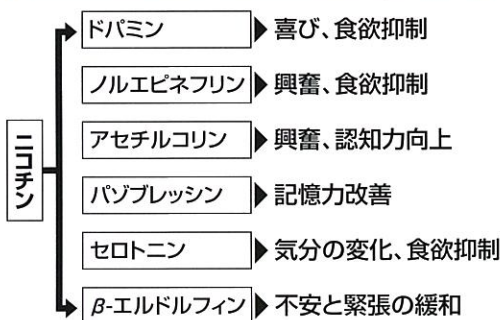 ニコチン
ドパミン 喜び、食欲抑制
ノルエピネフリン 興奮、食欲抑制
アセチルコリン 興奮、認知力向上
パゾブレッシン 記憶力改善
セロトニン 気分の変化、食欲抑制
β-エルドルフィン 不安と緊張の緩和